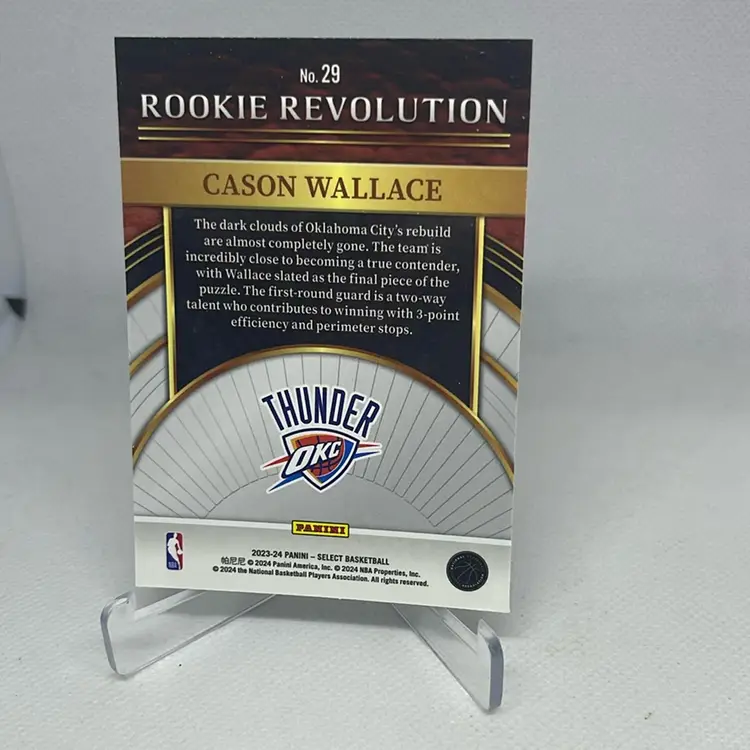 No. 29
ROOKIE REVOLUTION
CASON WALLACE
The dark clouds of Oklahoma City's rebuild
are almost completely gone. The team is
incredibly close to becoming a true contender,
with Wallace slated as the final piece of the
puzzle. The first-round guard is a two-way
talent who contributes to winning with 3-point
efficiency and perimeter stops.
THUNDER
OKC
PANINI
2023-24 PANINI – SELECT BASKETBALL
帕尼尼 © 2024 Panini America, Inc. © 2024 NBA Properties, Inc.
© 2024 the National Basketball Players Association. All rights reserved.
NBA